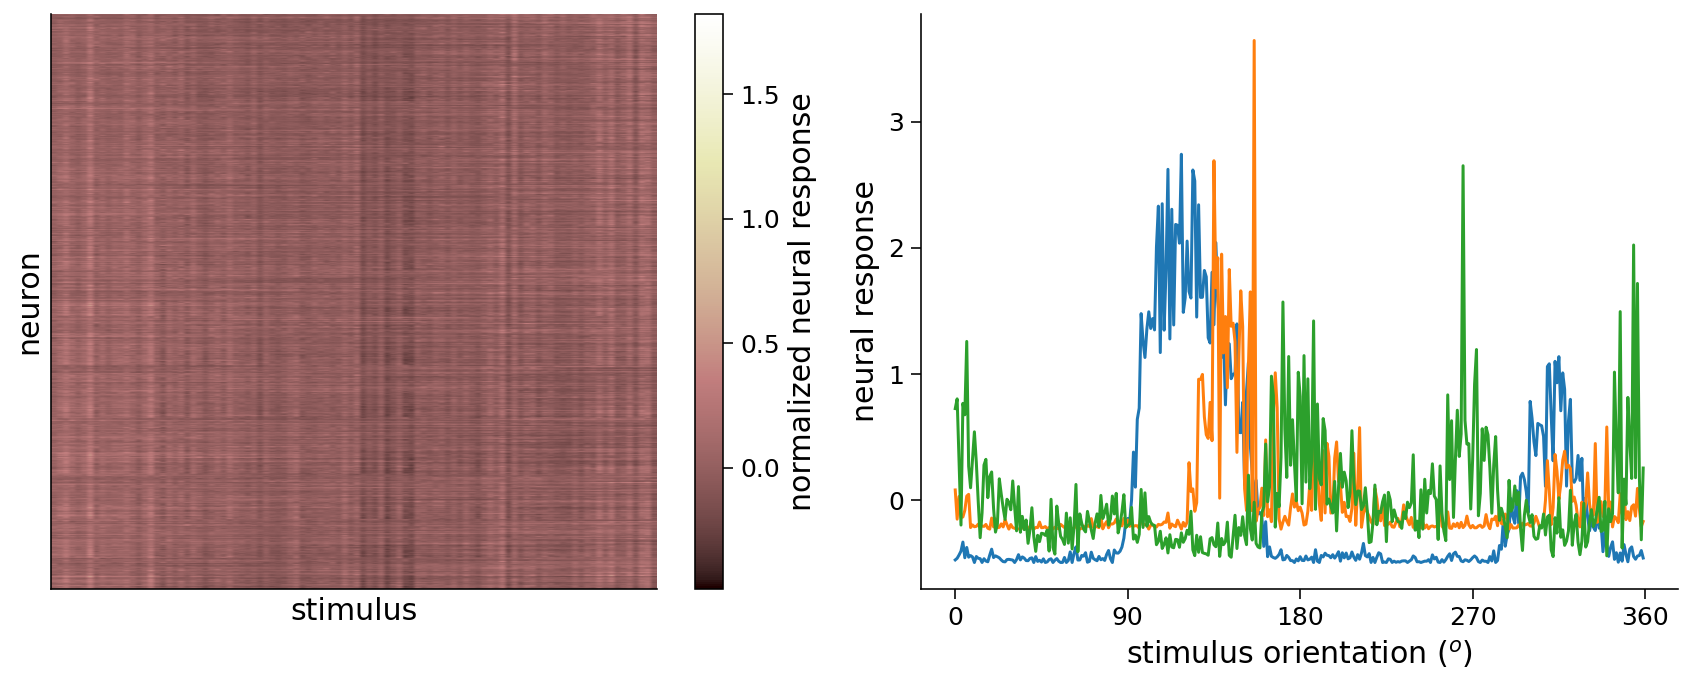 neuron
stimulus
1.5
1.0
0.5
0.0
normalized neural response
neural response
3
2
1
0
0 90 180 270 360
stimulus orientation (°)